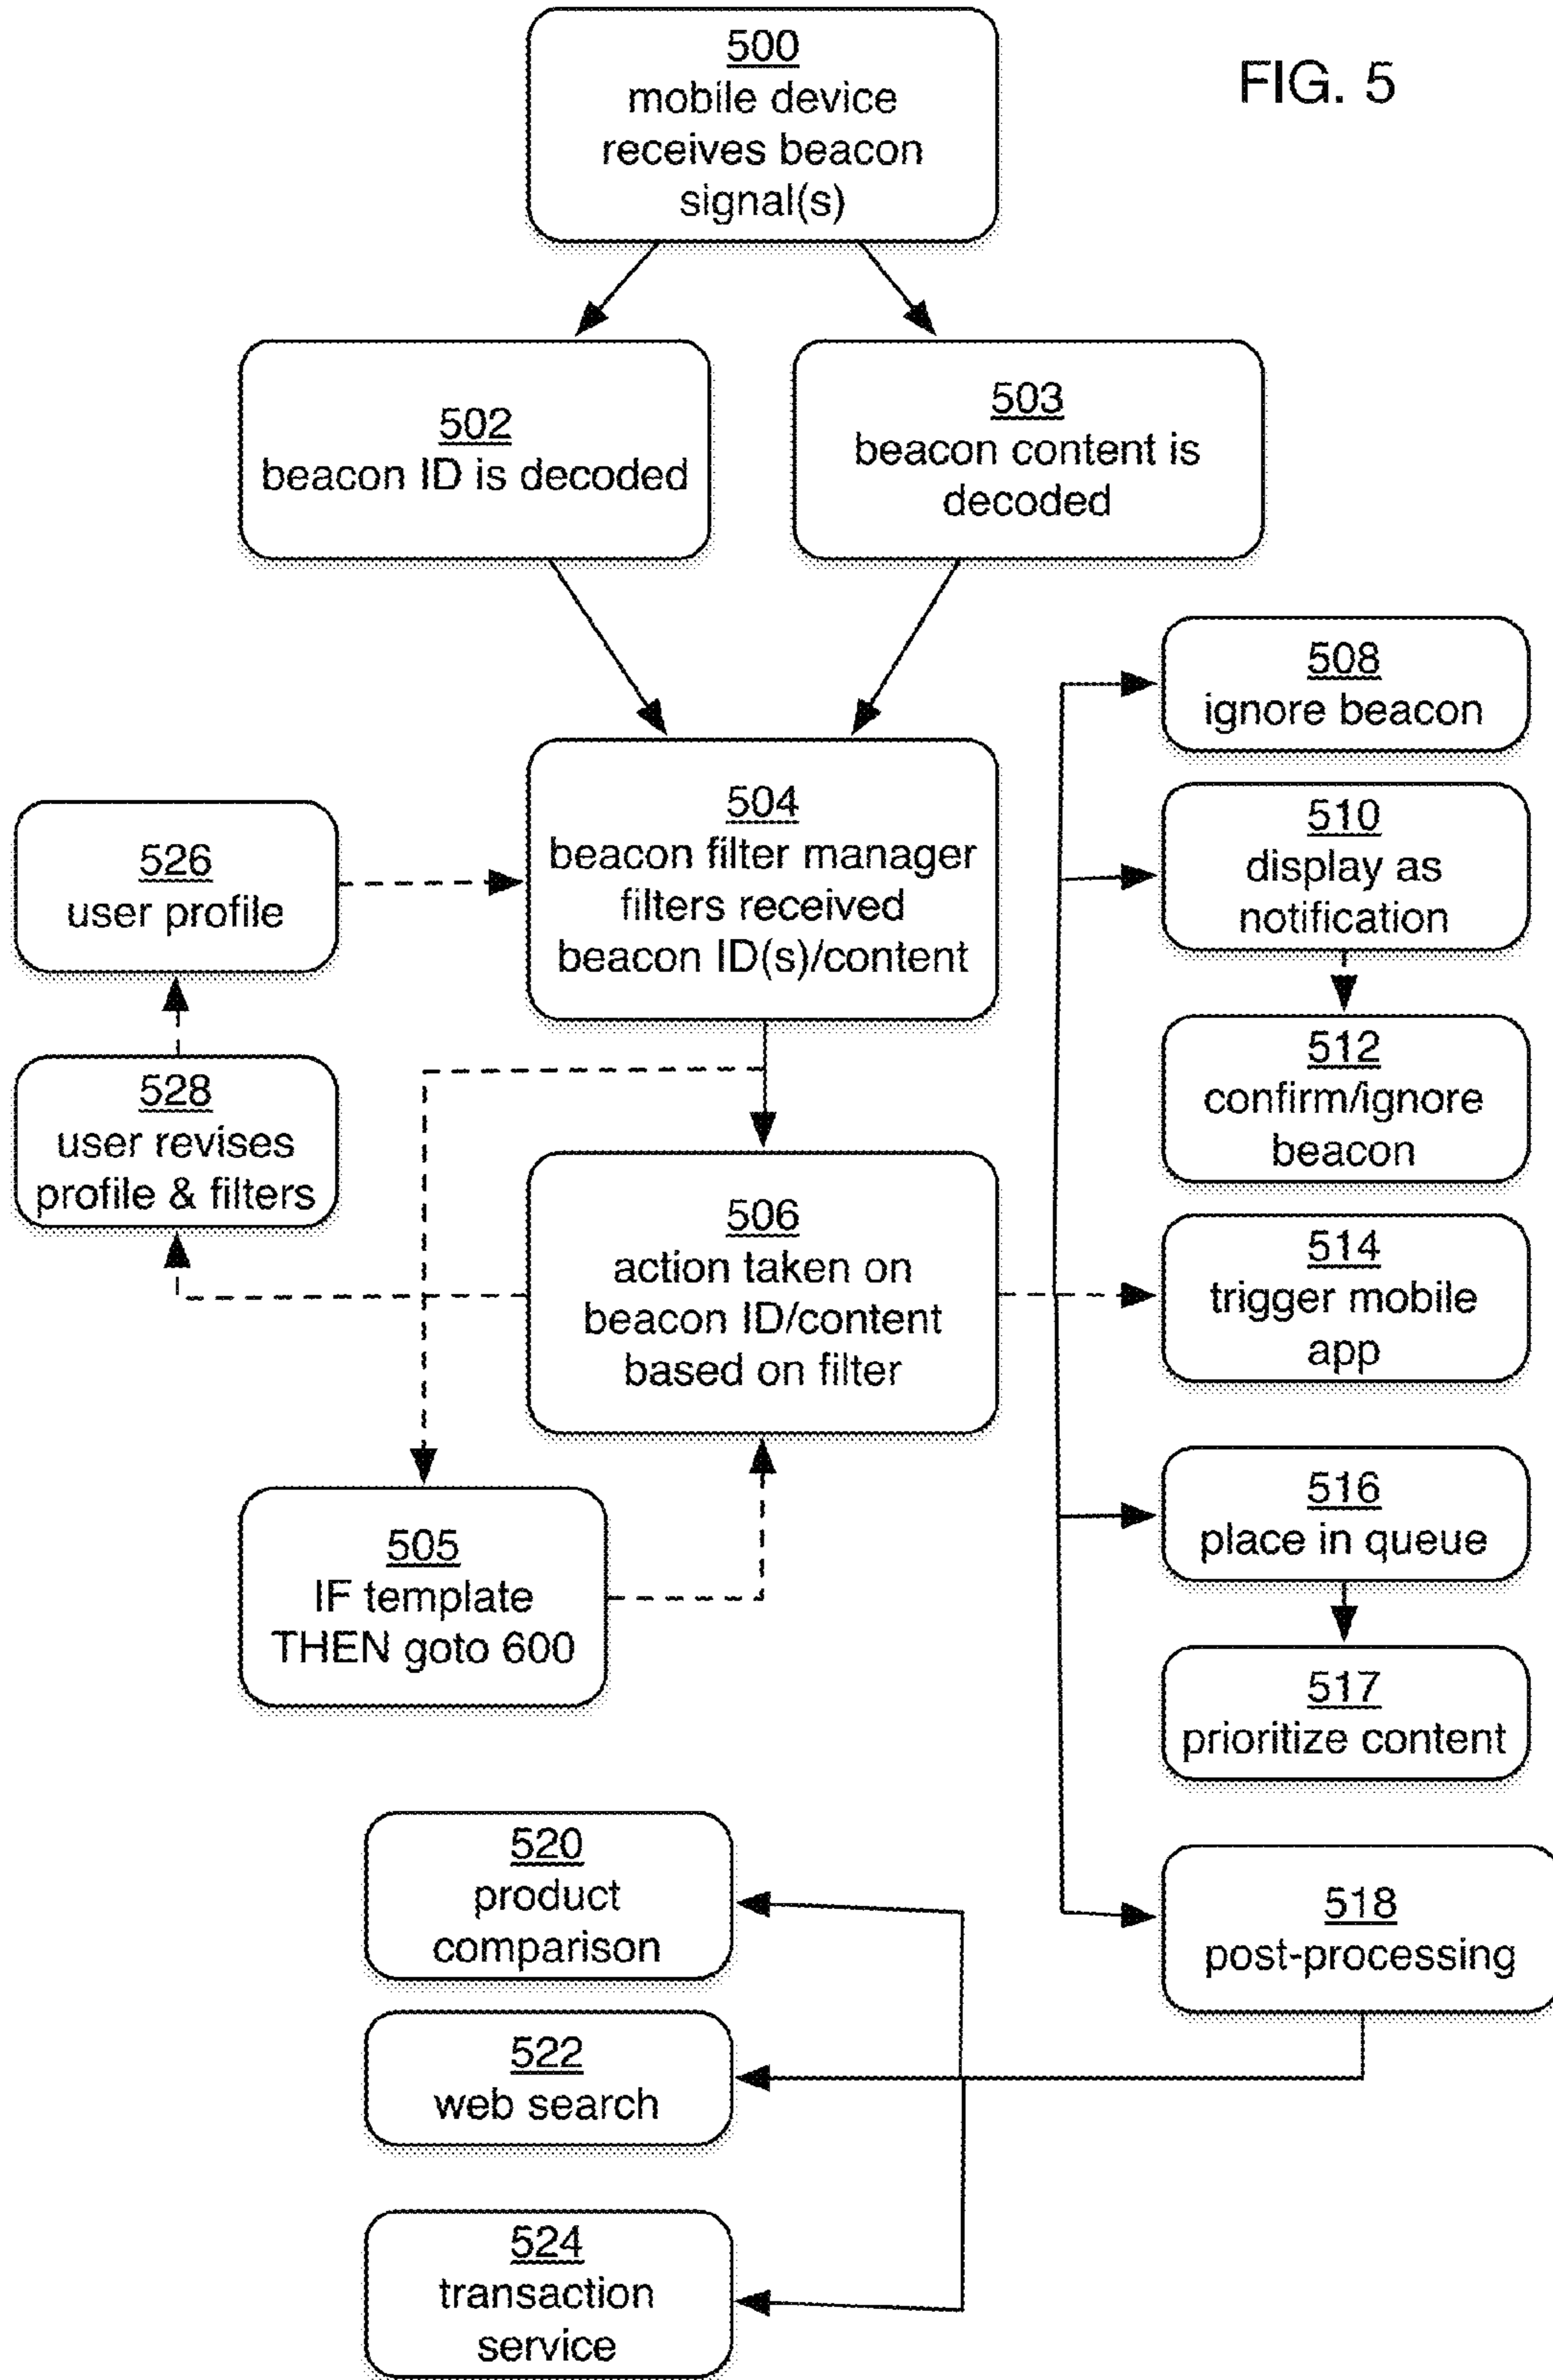 FIG. 5
500
mobile device
receives beacon
signal(s)
502
beacon ID is decoded
503
beacon content is
decoded
504
beacon filter manager
filters received
beacon ID(s)/content
526
user profile
528
user revises
profile & filters
506
action taken on
beacon ID/content
based on filter
505
IF template
THEN goto 600
508
ignore beacon
510
display as
notification
512
confirm/ignore
beacon
514
trigger mobile
app
516
place in queue
517
prioritize content
518
post-processing
520
product
comparison
522
web search
524
transaction
service